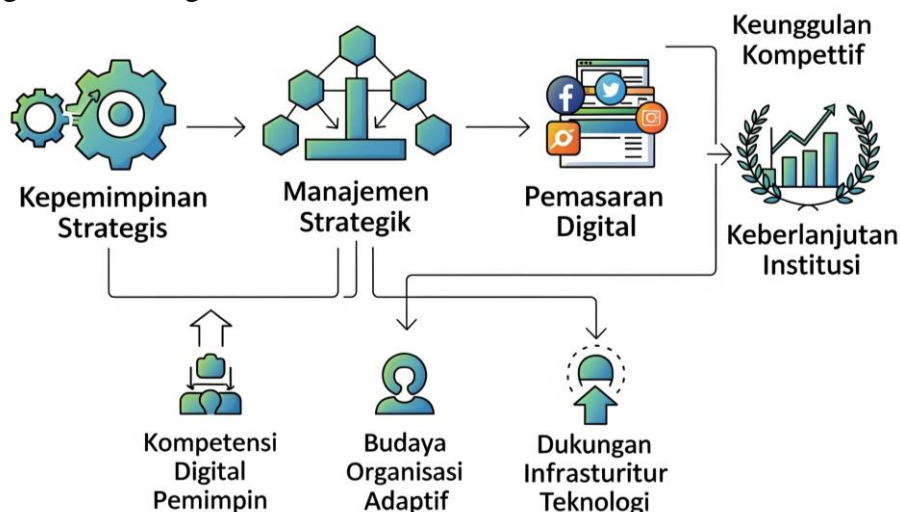 Keunggulan
Kompettif
Kepemimpinan
Strategis
Manajemen
Strategik
Pemasaran
Digital
Keberlanjutan
Institusi
Kompetensi
Digital
Pemimpin
Budaya
Organisasi
Adaptif
Dukungan
Infrasturitur
Teknologi